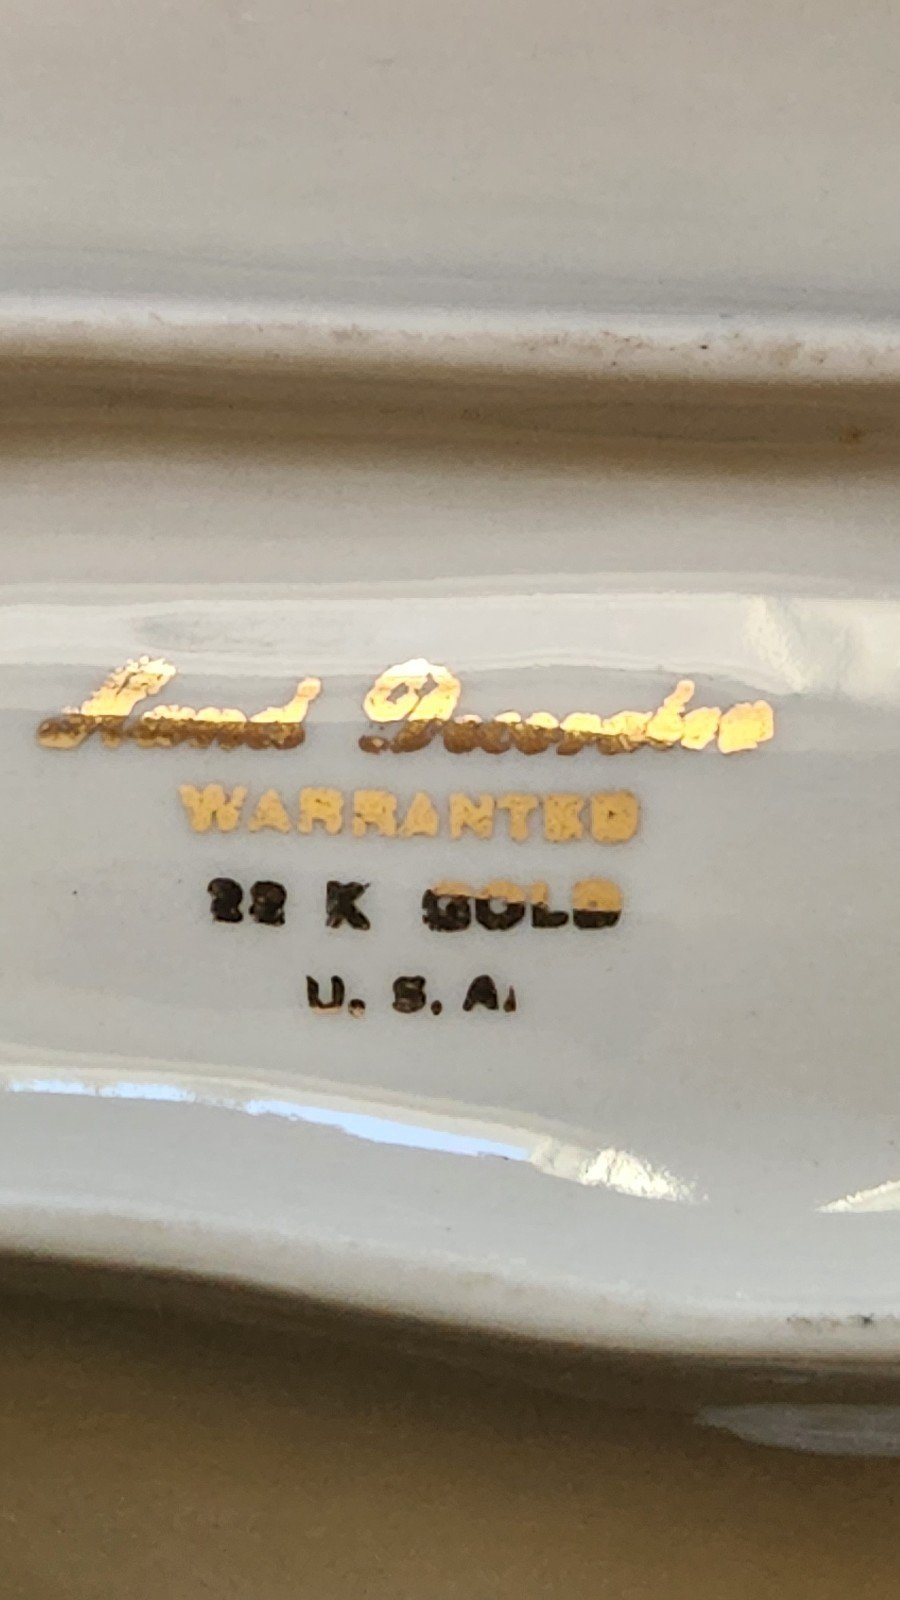 Hand Decorated
WARRANTED
22 K GOLD
U. S. A.